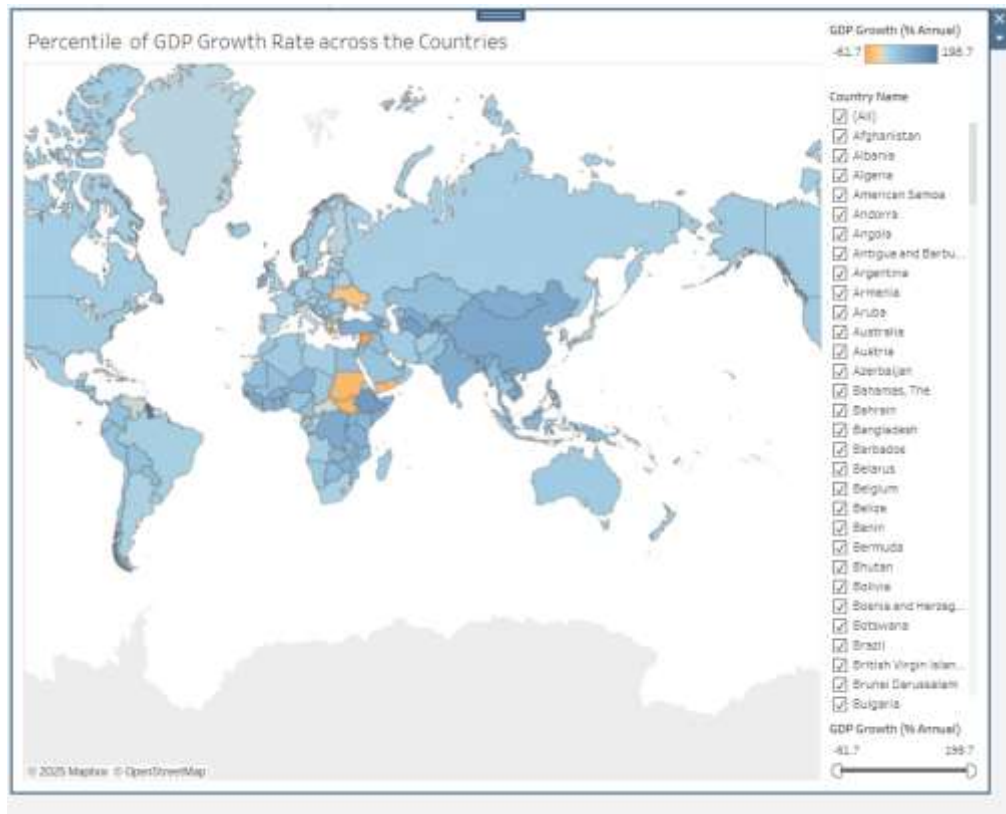 Percentile of GDP Growth Rate across the Countries
GDP Growth (% Annual)
-61.7 198.7
Country Name
(All)
Afghanistan
Albania
Algeria
American Samoa
Andorra
Angola
Antigua and Barbu...
Argentina
Armenia
Aruba
Australia
Austria
Azerbaijan
Bahamas, The
Bahrain
Bangladesh
Barbados
Belarus
Belgium
Belize
Benin
Bermuda
Bhutan
Bolivia
Bosnia and Herzeg...
Botswana
Brazil
British Virgin Islan...
Brunei Darussalam
Bulgaria
GDP Growth (% Annual)
-61.7 198.7
© 2025 Mapbox © OpenStreetMap